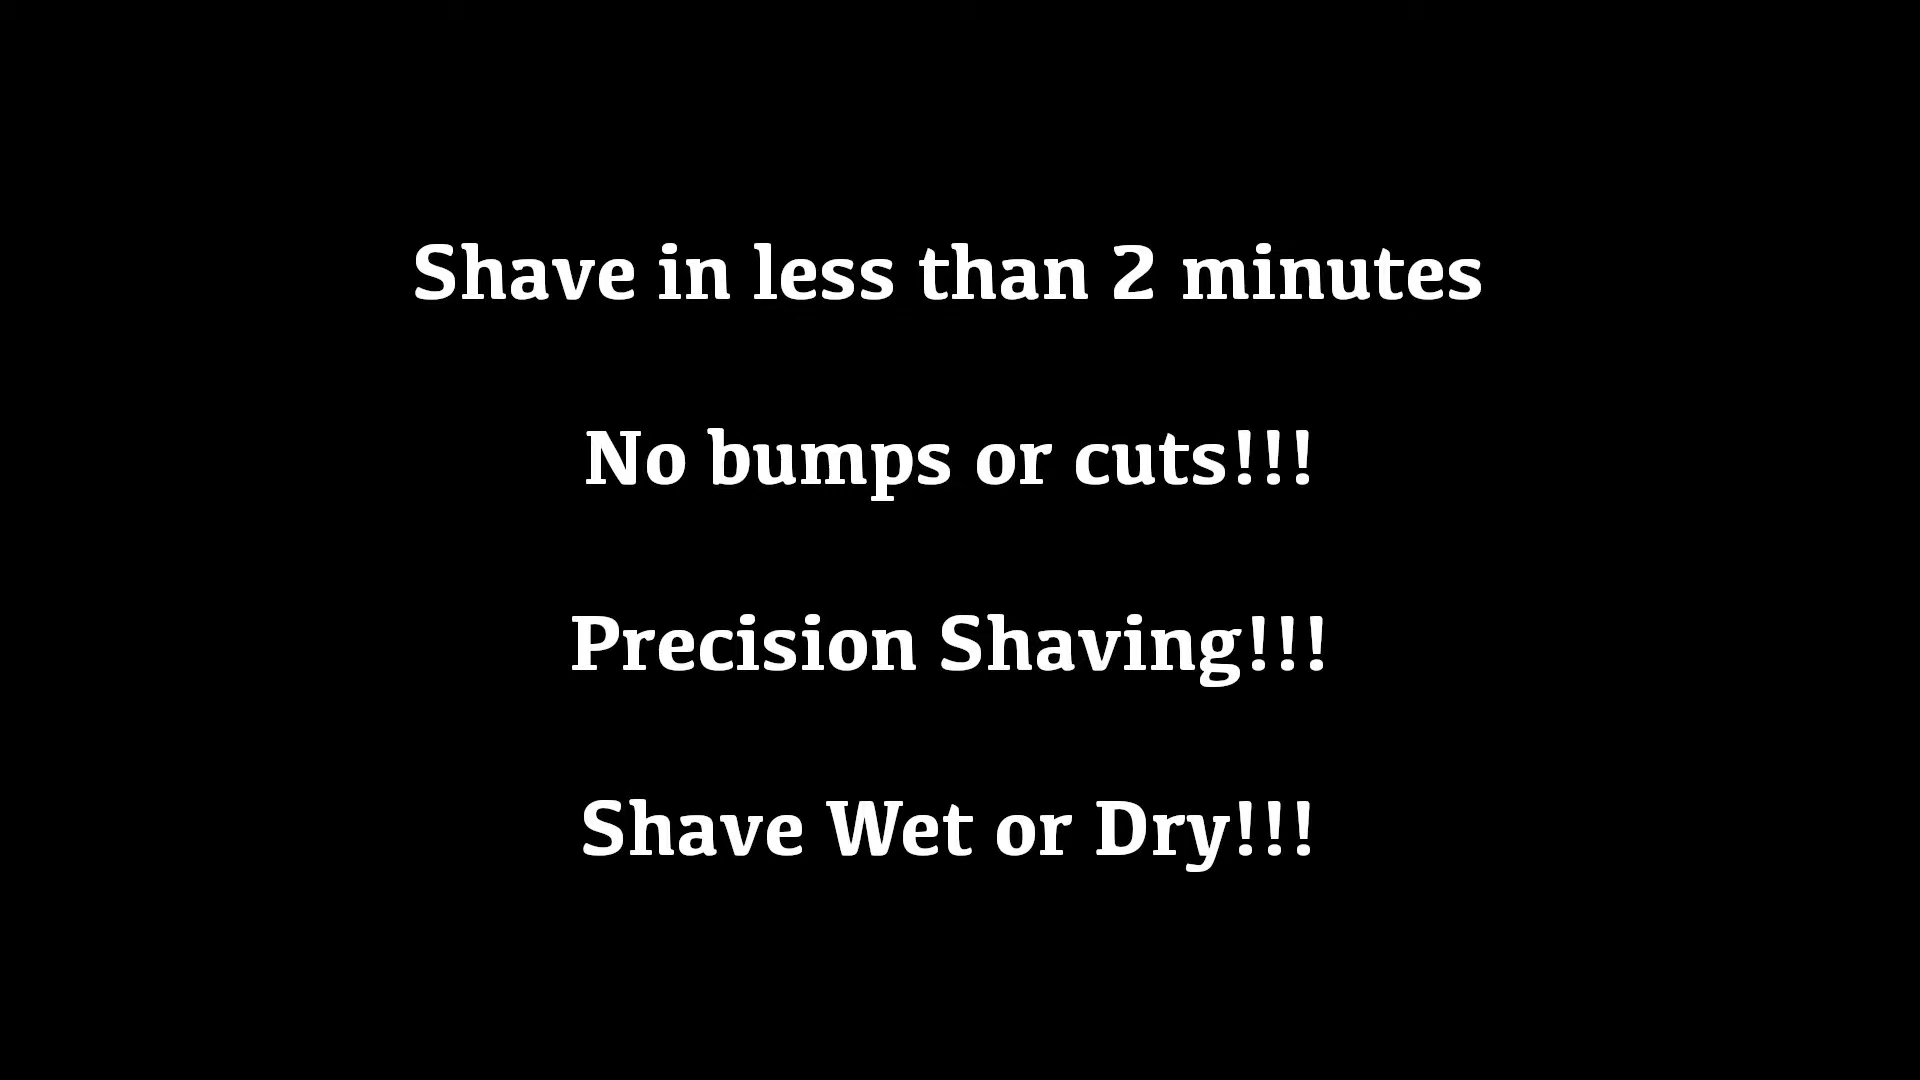 Shave in less than 2 minutes
No bumps or cuts!!!
Precision Shaving!!!
Shave Wet or Dry!!!